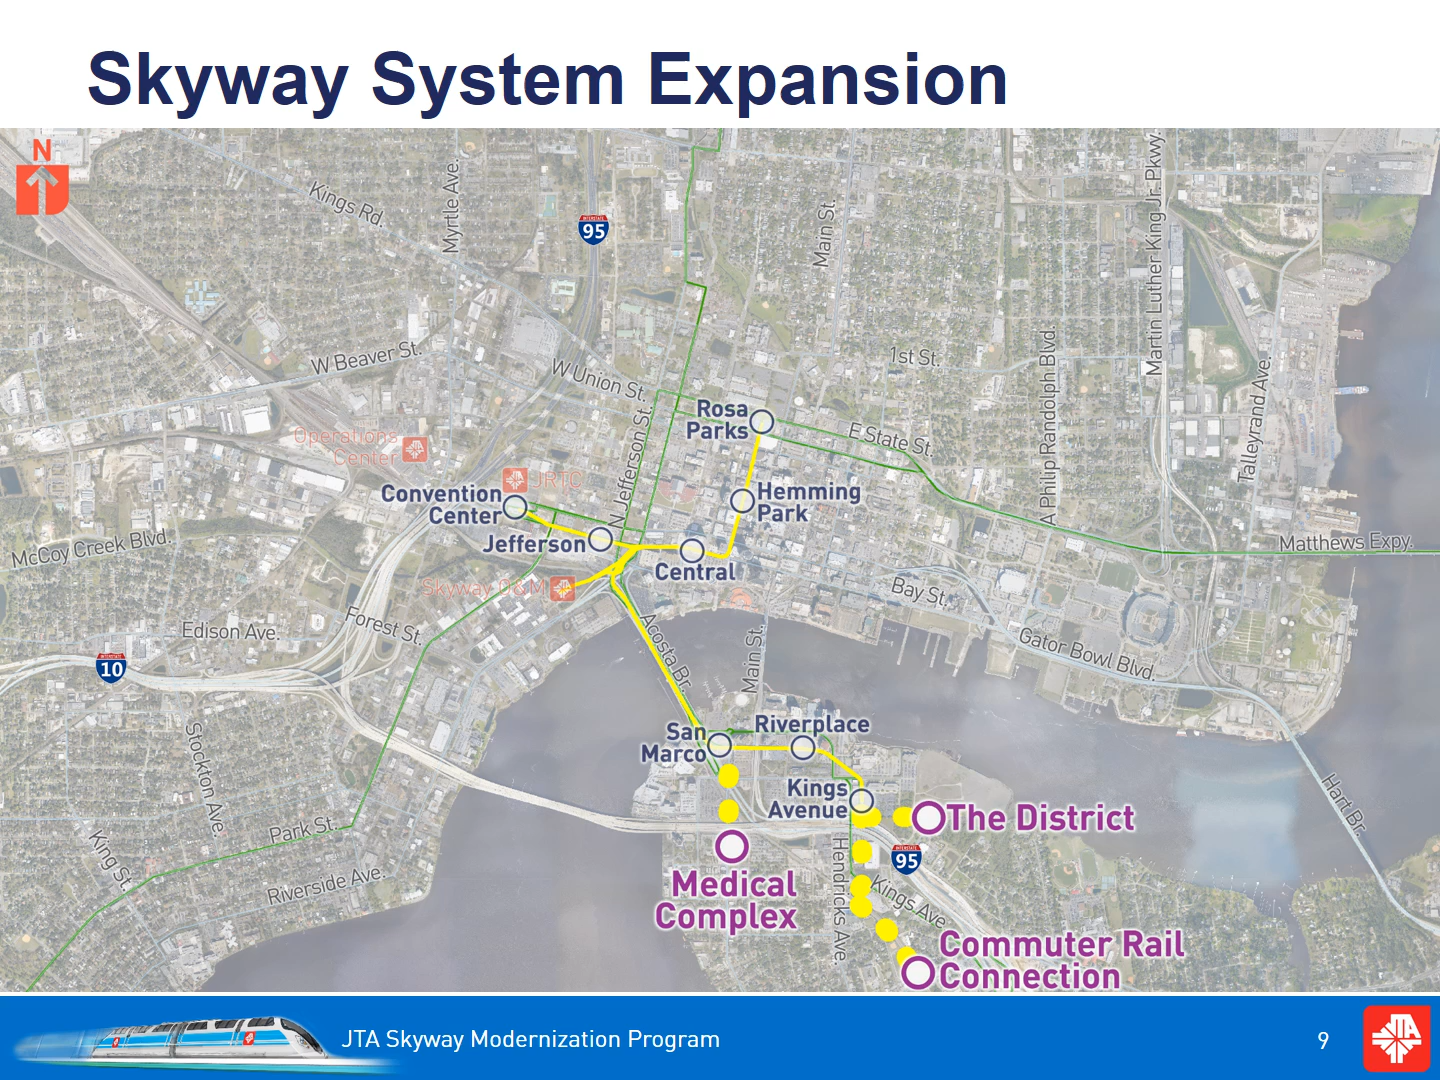 Skyway System Expansion
N
Kings Rd.
Myrtle Ave.
INTERSTATE
95
Main St.
Martin Luther King Jr. Pkwy.
W Beaver St.
W Union St.
1st St.
A Philip Randolph Blvd.
Talleyrand Ave.
Rosa
Parks
E State St.
Operations
Center
JRTC
N Jefferson St.
Convention
Center
Hemming
Park
Jefferson
Central
McCoy Creek Blvd.
Matthews Expy.
Skyway O&M
Bay St.
Edison Ave.
Forest St.
Acosta Br.
Main St.
Gator Bowl Blvd.
INTERSTATE
10
Stockton Ave.
San
Marco
Riverplace
Kings
Avenue
The District
Hart Br.
Park St.
King St.
Riverside Ave.
Medical
Complex
Hendricks Ave.
INTERSTATE
95
Kings Ave
Commuter Rail
Connection
JTA Skyway Modernization Program
9
JTA